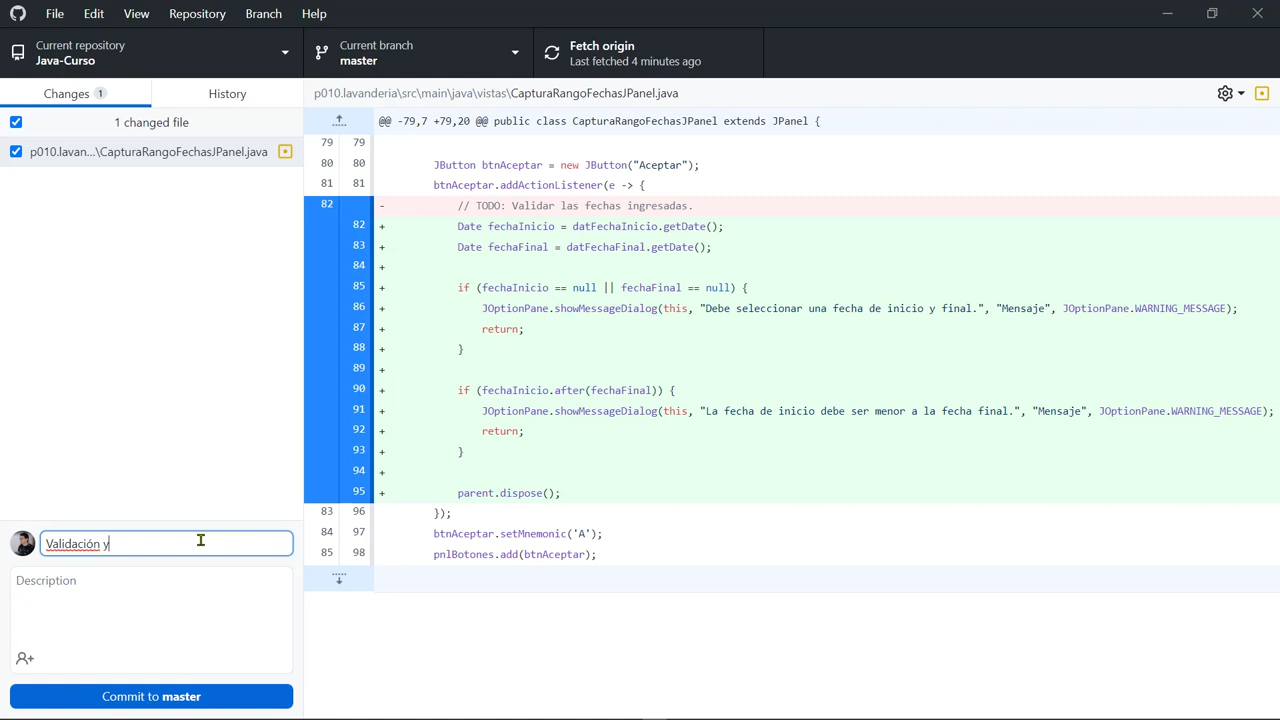 File Edit View Repository Branch Help
Current repository
Java-Curso
Current branch
master
Fetch origin
Last fetched 4 minutes ago
Changes 1 History
p010.lavanderia\src\main\java\vistas\CapturaRangoFechasJPanel.java
1 changed file
p010.lavan...\CapturaRangoFechasJPanel.java
@@ -79,7 +79,20 @@ public class CapturaRangoFechasJPanel extends JPanel {
79 79
80 80 JButton btnAceptar = new JButton("Aceptar");
81 81 btnAceptar.addActionListener(e -> {
82 - // TODO: Validar las fechas ingresadas.
82 + Date fechaInicio = datFechaInicio.getDate();
83 + Date fechaFinal = datFechaFinal.getDate();
84 +
85 + if (fechaInicio == null || fechaFinal == null) {
86 + JOptionPane.showMessageDialog(this, "Debe seleccionar una fecha de inicio y final.", "Mensaje", JOptionPane.WARNING_MESSAGE);
87 + return;
88 + }
89 +
90 + if (fechaInicio.after(fechaFinal)) {
91 + JOptionPane.showMessageDialog(this, "La fecha de inicio debe ser menor a la fecha final.", "Mensaje", JOptionPane.WARNING_MESSAGE);
92 + return;
93 + }
94 +
95 + parent.dispose();
83 96 });
84 97 btnAceptar.setMnemonic('A');
85 98 pnlBotones.add(btnAceptar);
Validación y
Description
Commit to master